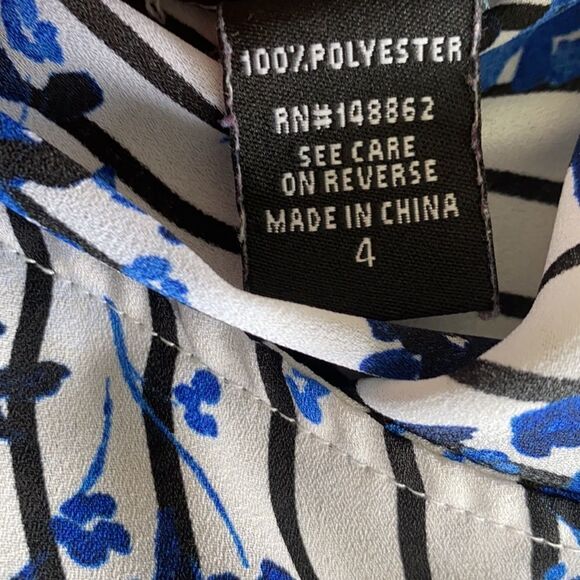 100% POLYESTER
RN#148862
SEE CARE
ON REVERSE
MADE IN CHINA
4